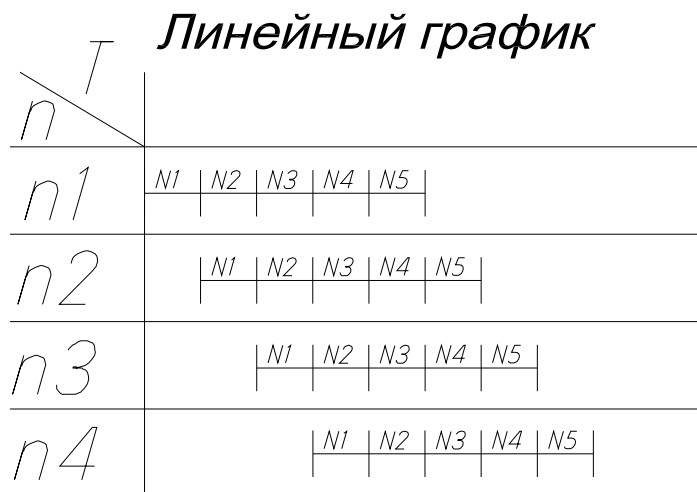 Линейный график
T
n
n1 N1 N2 N3 N4 N5
n2 N1 N2 N3 N4 N5
n3 N1 N2 N3 N4 N5
n4 N1 N2 N3 N4 N5